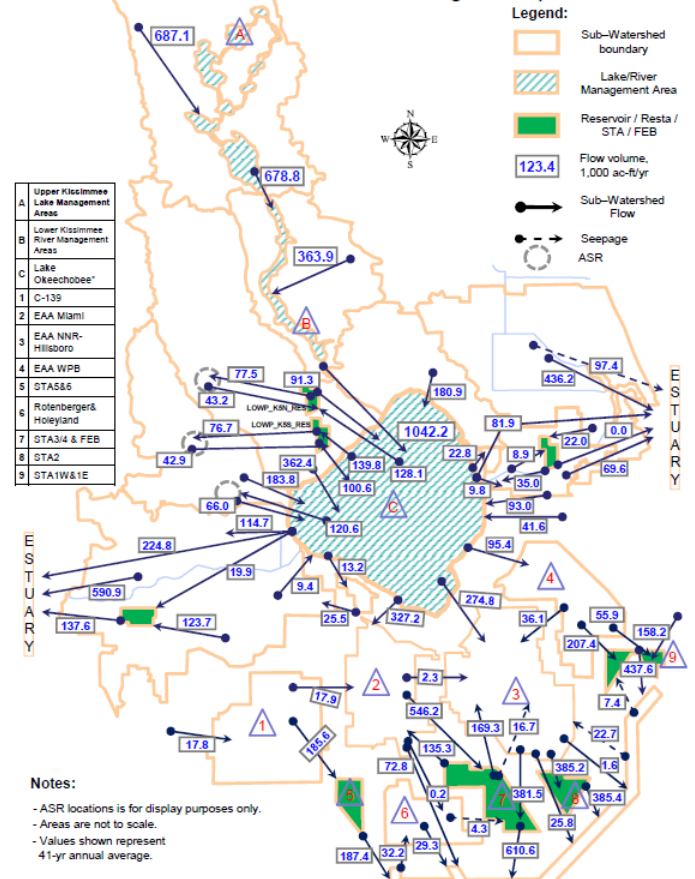 Legend:
Sub–Watershed
boundary
Lake/River
Management Area
Reservoir / Resta /
STA / FEB
123.4
Flow volume,
1,000 ac-ft/yr
Sub–Watershed
Flow
Seepage
ASR
N
W
E
S
A Upper Kissimmee Lake Management Areas
B Lower Kissimmee River Management Areas
C Lake Okeechobee*
1 C-139
2 EAA Miami
3 EAA NNR-Hillsboro
4 EAA WPB
5 STA5&6
6 Rotenberger& Holeyland
7 STA3/4 & FEB
8 STA2
9 STA1W&1E
687.1
A
678.8
363.9
B
97.4
436.2
ESTUARY
77.5
91.3
43.2
180.9
LOWP_K5N_RES
81.9
0.0
76.7
LOWP_K5S_RES
1042.2
22.0
42.9
362.4
139.8
128.1
22.8
8.9
69.6
183.8
100.6
9.8
35.0
66.0
C
93.0
114.7
120.6
41.6
224.8
ESTUARY
95.4
19.9
13.2
4
590.9
9.4
274.8
137.6
123.7
25.5
327.2
36.1
55.9
158.2
207.4
437.6
9
2.3
17.9
2
3
546.2
7.4
1
169.3
16.7
17.8
185.6
135.3
22.7
72.8
1.6
385.2
0.2
381.5
385.4
5
6
7
8
4.3
25.8
187.4
32.2
29.3
610.6
Notes:
- ASR locations is for display purposes only.
- Areas are not to scale.
- Values shown represent
41-yr annual average.